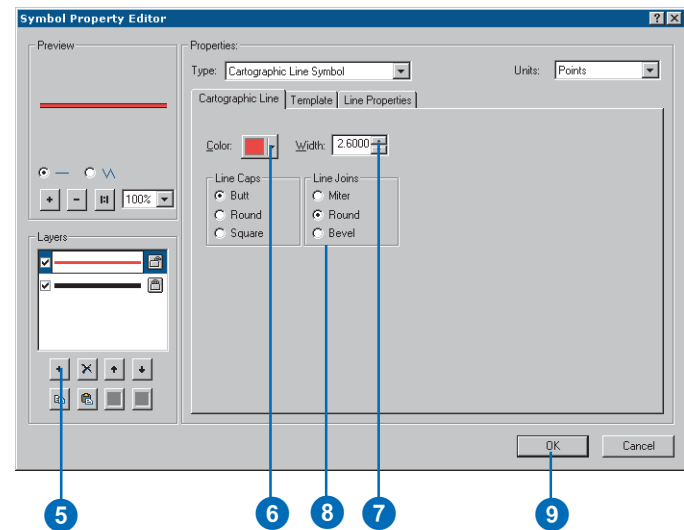 Symbol Property Editor
Preview
100%
Layers
Properties:
Type: Cartographic Line Symbol
Units: Points
Cartographic Line Template Line Properties
Color: Width: 2.6000
Line Caps
Butt
Round
Square
Line Joins
Miter
Round
Bevel
OK Cancel
5 6 8 7 9